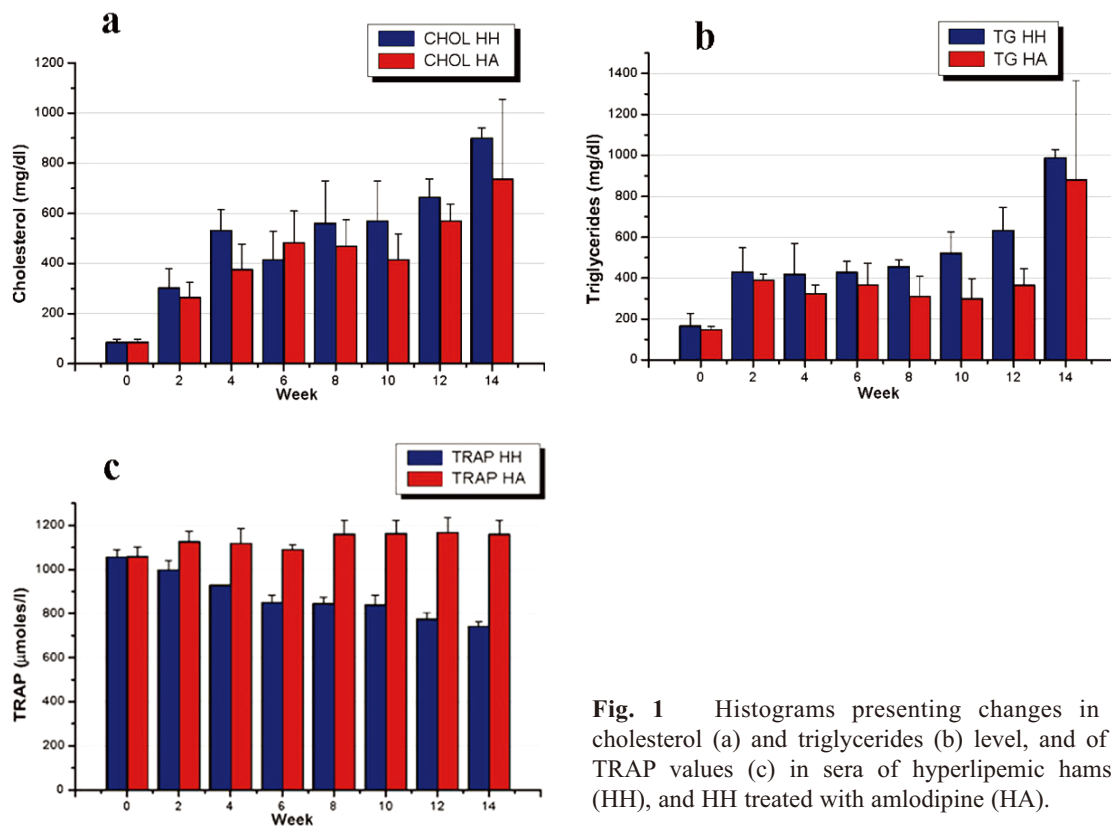 a
CHOL HH
CHOL HA
1200
1000
800
600
400
200
0
Cholesterol (mg/dl)
0 2 4 6 8 10 12 14
Week
b
TG HH
TG HA
1400
1200
1000
800
600
400
200
0
Triglycerides (mg/dl)
0 2 4 6 8 10 12 14
Week
c
TRAP HH
TRAP HA
1200
1000
800
600
400
200
0
TRAP (μmoles/l)
0 2 4 6 8 10 12 14
Week
Fig. 1 Histograms presenting changes in
cholesterol (a) and triglycerides (b) level, and of
TRAP values (c) in sera of hyperlipemic hams
(HH), and HH treated with amlodipine (HA).